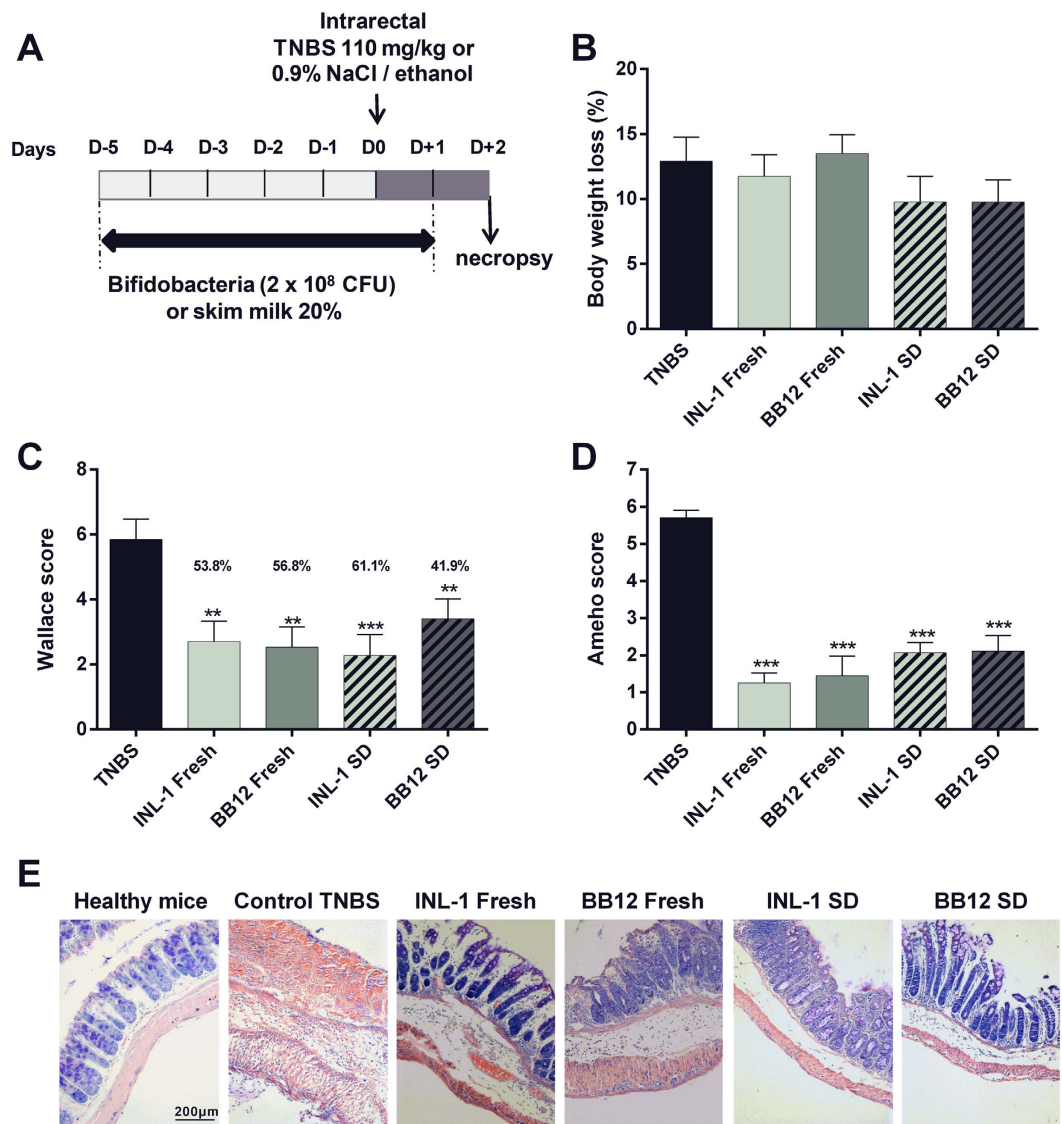 A
Intrarectal
TNBS 110 mg/kg or
0.9% NaCl / ethanol
Days D-5 D-4 D-3 D-2 D-1 D0 D+1 D+2
necropsy
Bifidobacteria (2 x 10⁸ CFU)
or skim milk 20%
B
Body weight loss (%)
20
15
10
5
0
TNBS
INL-1 Fresh
BB12 Fresh
INL-1 SD
BB12 SD
C
Wallace score
8
6
4
2
0
53.8% 56.8% 61.1% 41.9%
** ** *** **
TNBS
INL-1 Fresh
BB12 Fresh
INL-1 SD
BB12 SD
D
Ameho score
7
6
5
4
3
2
1
0
*** *** *** ***
TNBS
INL-1 Fresh
BB12 Fresh
INL-1 SD
BB12 SD
E
Healthy mice Control TNBS INL-1 Fresh BB12 Fresh INL-1 SD BB12 SD
200µm